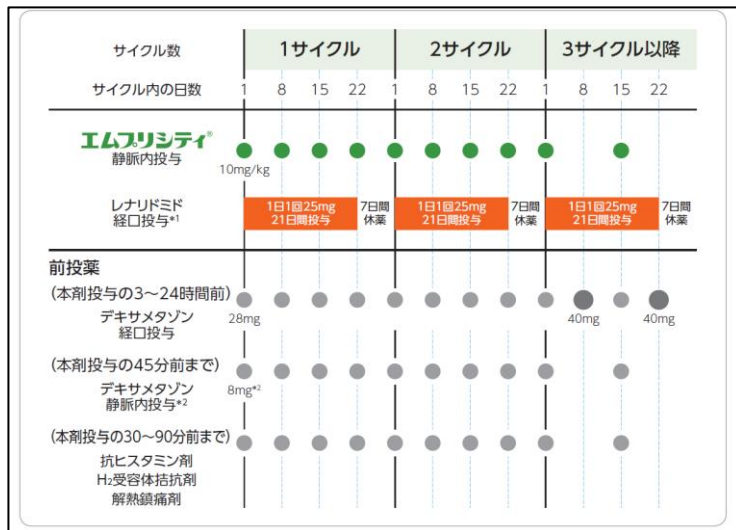 サイクル数 1サイクル 2サイクル 3サイクル以降
サイクル内の日数 1 8 15 22 1 8 15 22 1 8 15 22
エムプリシティ®
静脈内投与
10mg/kg
レナリドミド
経口投与*1
1日1回25mg
21日間投与
7日間
休薬
1日1回25mg
21日間投与
7日間
休薬
1日1回25mg
21日間投与
7日間
休薬
前投薬
(本剤投与の3～24時間前)
デキサメタゾン
経口投与
28mg
40mg
40mg
(本剤投与の45分前まで)
デキサメタゾン
静脈内投与*2
8mg*2
(本剤投与の30～90分前まで)
抗ヒスタミン剤
H2受容体拮抗剤
解熱鎮痛剤